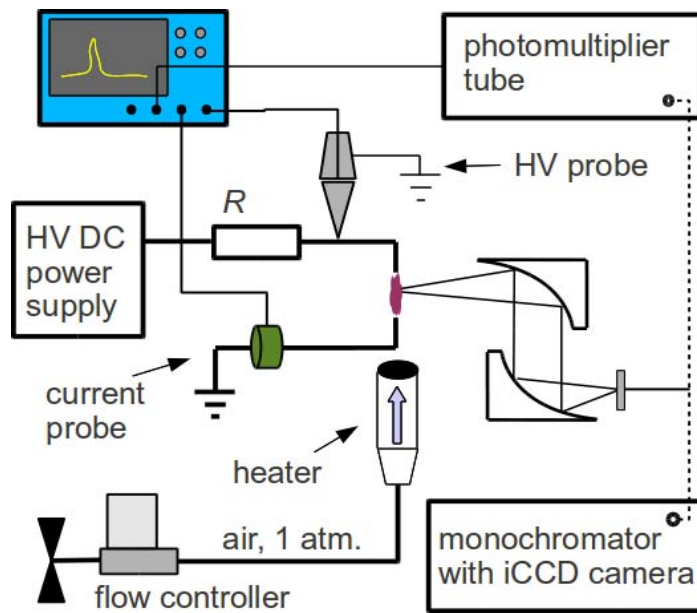 photomultiplier
tube
HV probe
R
HV DC
power
supply
current
probe
heater
air, 1 atm.
flow controller
monochromator
with iCCD camera